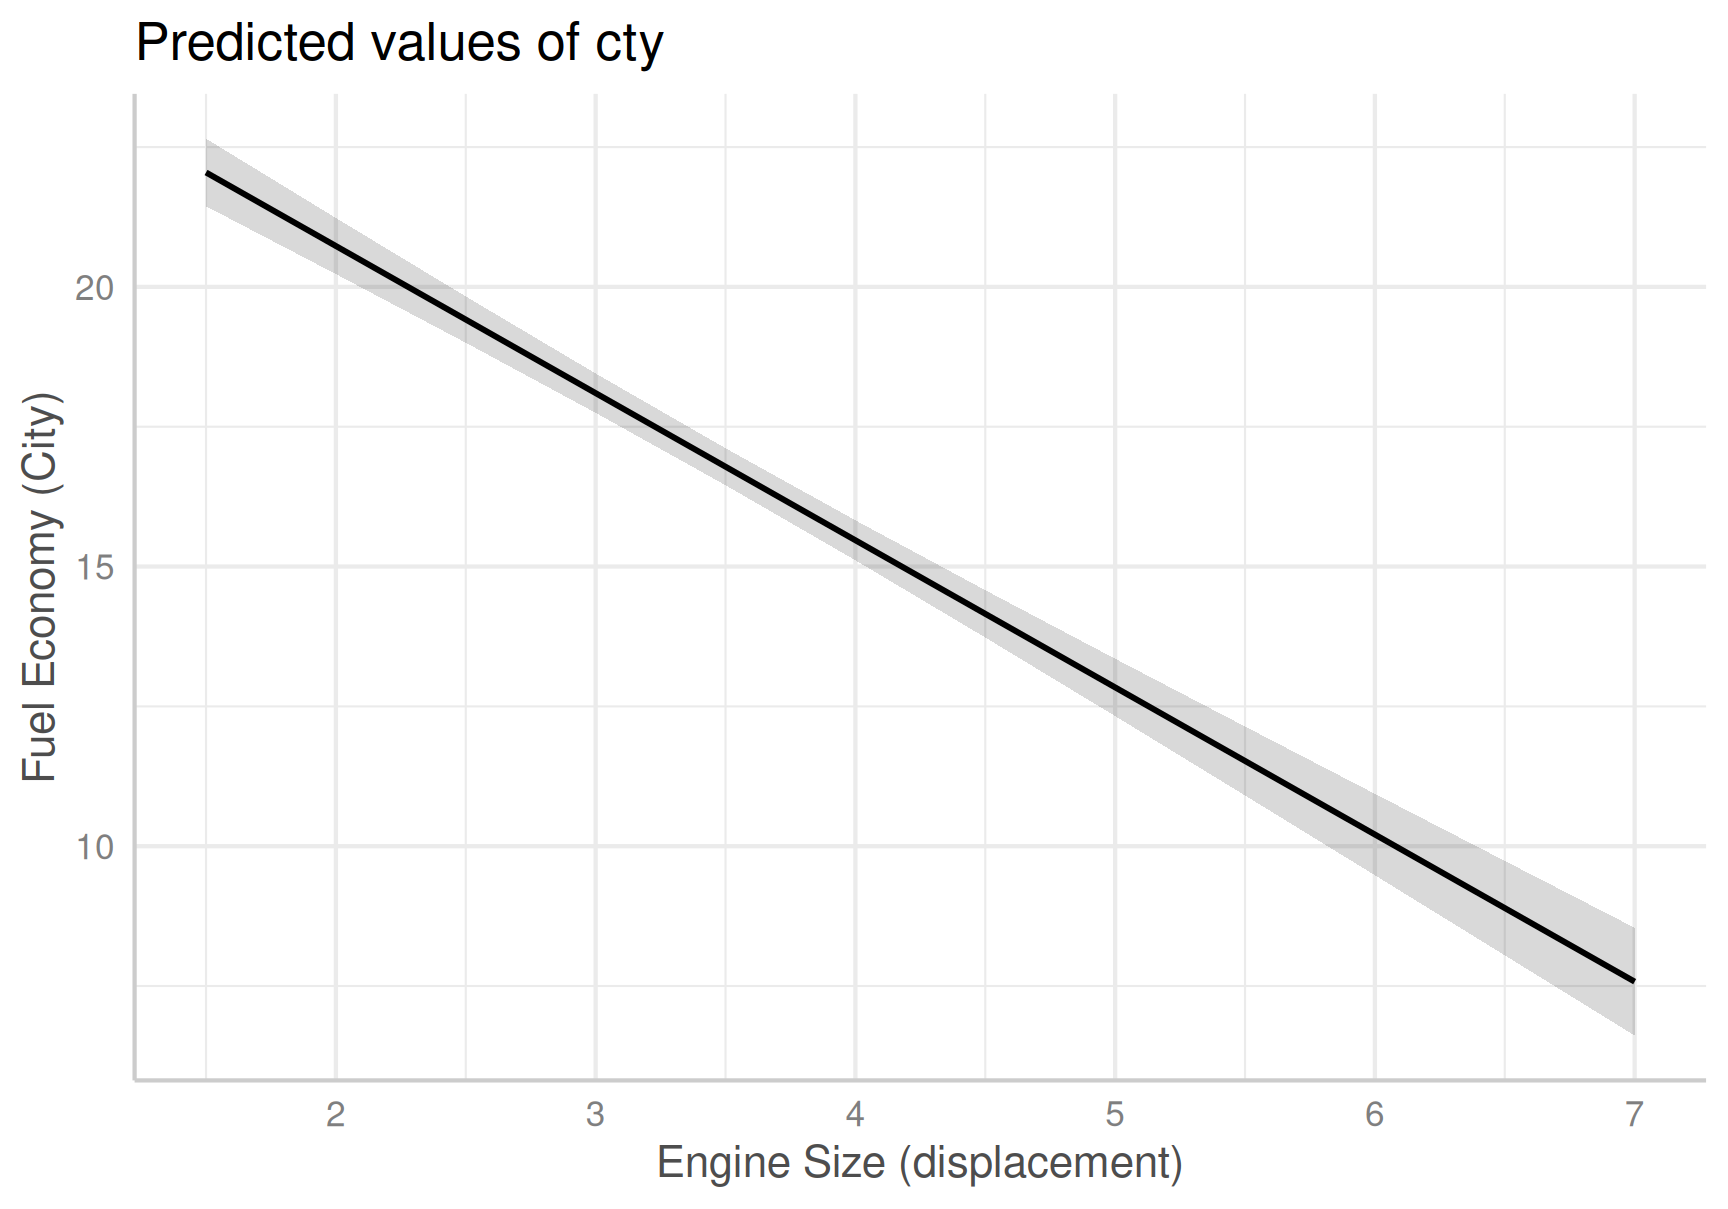 Predicted values of cty
Fuel Economy (City)
20
15
10
2 3 4 5 6 7
Engine Size (displacement)